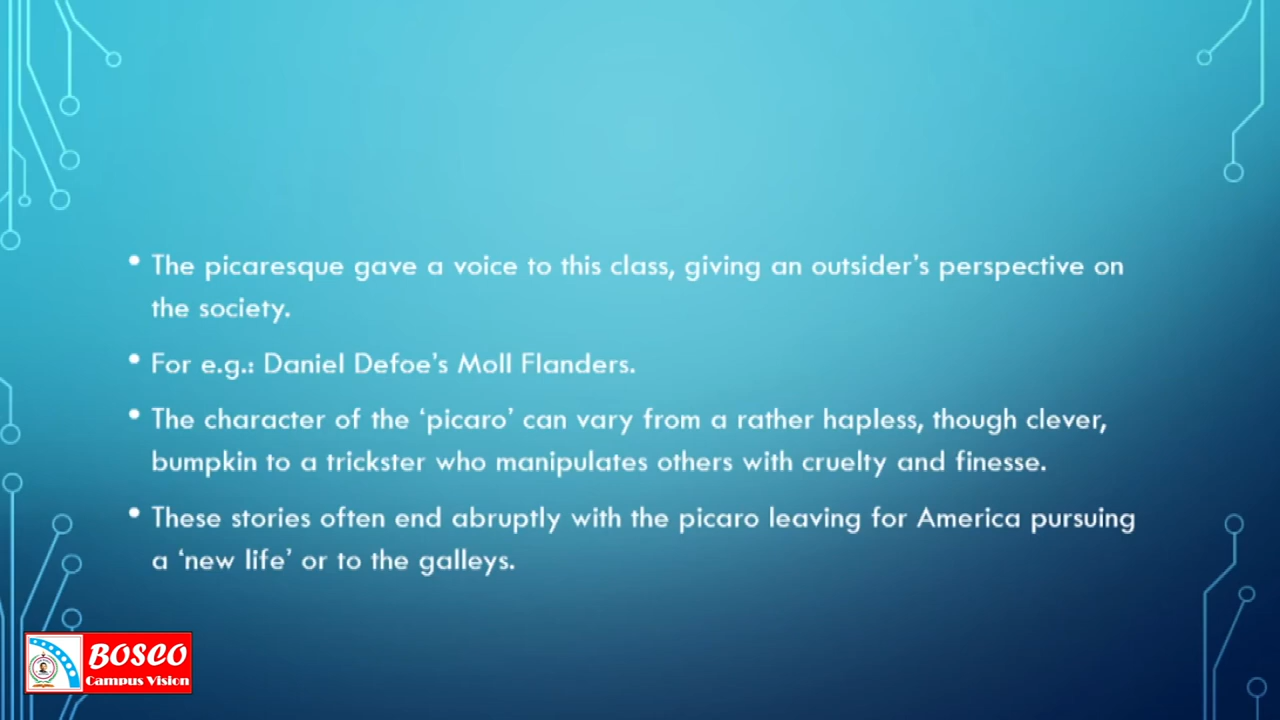 • The picaresque gave a voice to this class, giving an outsider's perspective on
the society.
• For e.g.: Daniel Defoe's Moll Flanders.
• The character of the ‘picaro’ can vary from a rather hapless, though clever,
bumpkin to a trickster who manipulates others with cruelty and finesse.
• These stories often end abruptly with the picaro leaving for America pursuing
a ‘new life’ or to the galleys.
BOSCO
Campus Vision